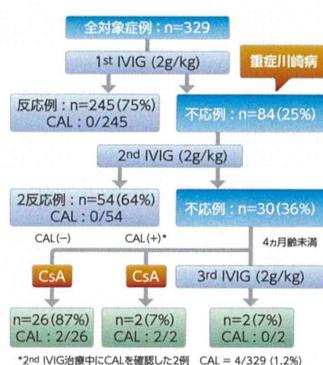 全対象症例：n=329
1st IVIG (2g/kg)
重症川崎病
反応例：n=245(75%)
CAL：0/245
不応例：n=84(25%)
2nd IVIG (2g/kg)
2反応例：n=54(64%)
CAL：0/54
不応例：n=30(36%)
CAL(−)
CAL(+)*
4ヵ月齢未満
CsA
CsA
3rd IVIG (2g/kg)
n=26(87%)
CAL：2/26
n=2(7%)
CAL：2/2
n=2(7%)
CAL：0/2
*2nd IVIG治療中にCALを確認した2例
CAL = 4/329 (1.2%)